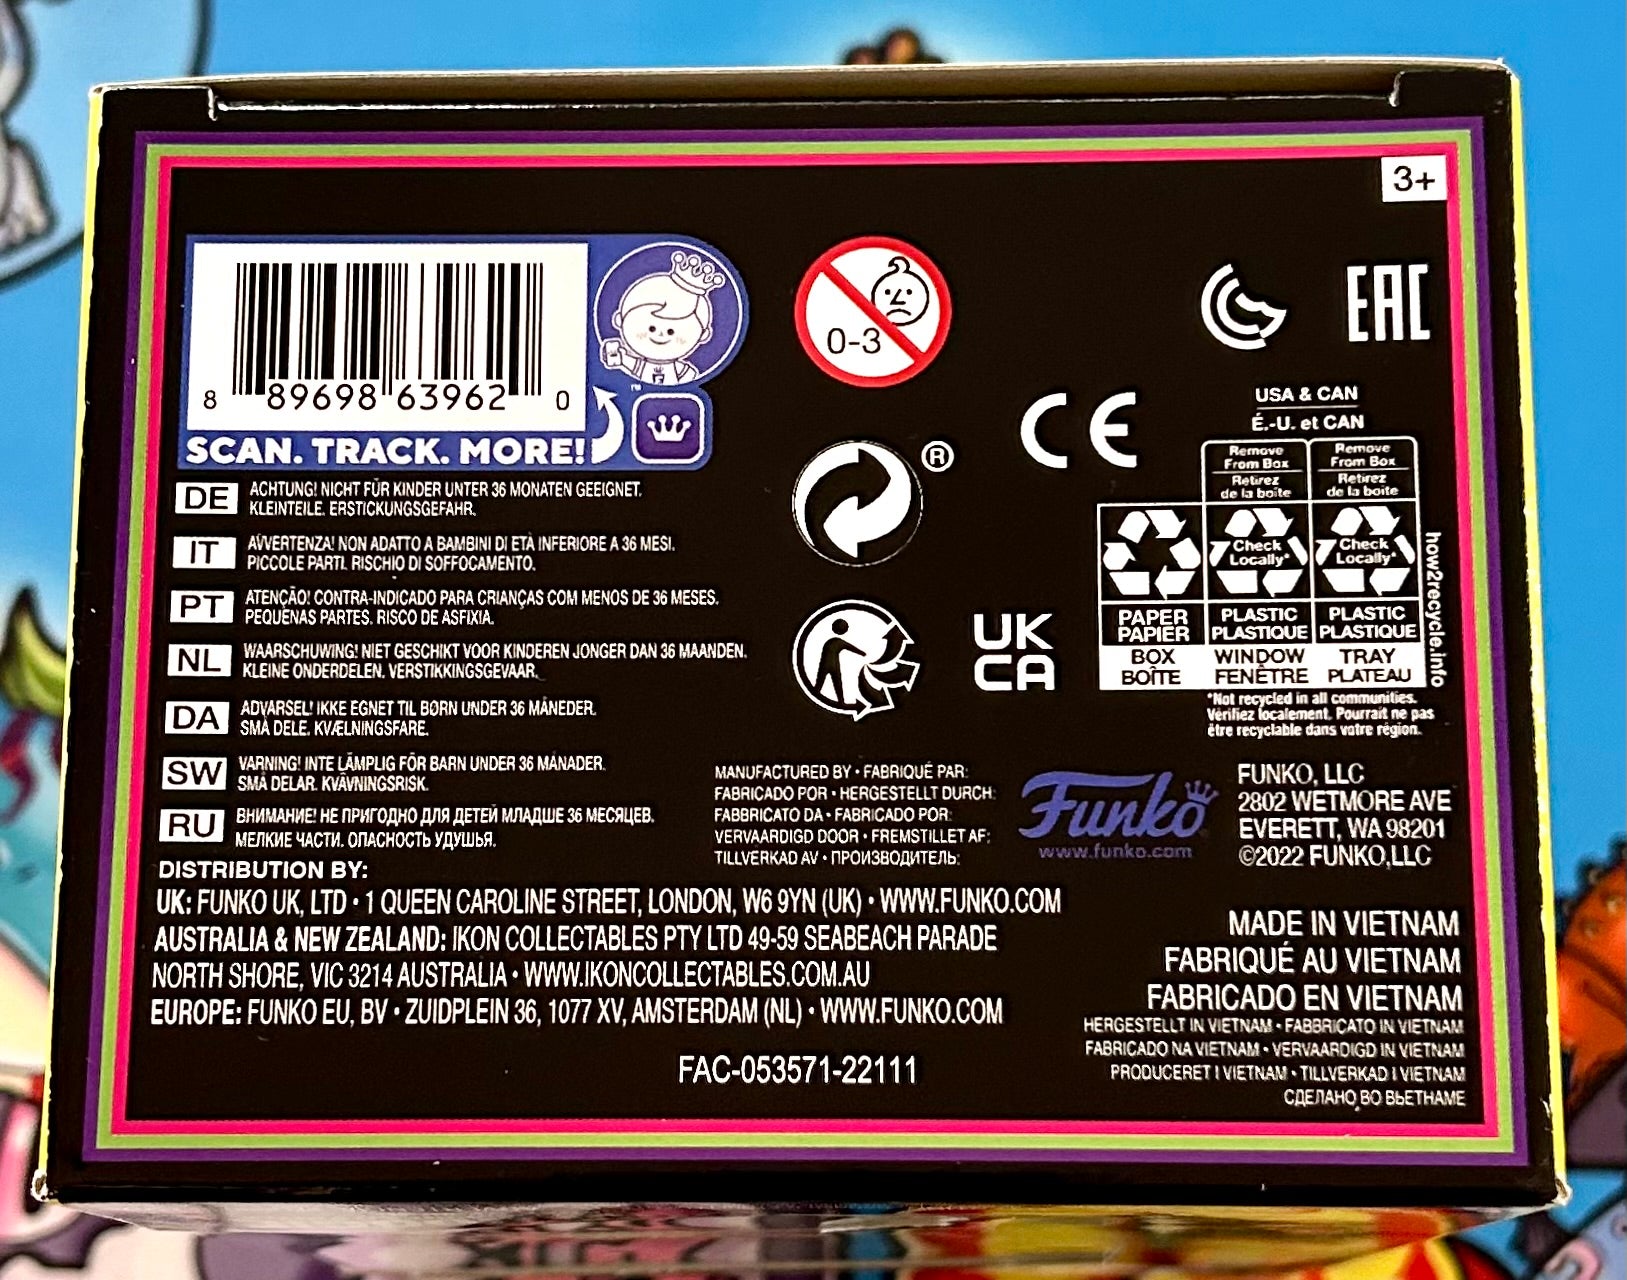 3+
8 89698 63962 0
SCAN. TRACK. MORE!
™
0-3
EAC
CE
®
UK
CA
USA & CAN
É.-U. et CAN
Remove
From Box
Retirez
de la boîte
Remove
From Box
Retirez
de la boîte
Check
Locally*
Check
Locally*
PAPER
PAPIER
PLASTIC
PLASTIQUE
PLASTIC
PLASTIQUE
BOX
BOÎTE
WINDOW
FENÊTRE
TRAY
PLATEAU
how2recycle.info
*Not recycled in all communities.
Vérifiez localement. Pourrait ne pas
être recyclable dans votre région.
DE ACHTUNG! NICHT FÜR KINDER UNTER 36 MONATEN GEEIGNET.
KLEINTEILE. ERSTICKUNGSGEFAHR.
IT AVVERTENZA! NON ADATTO A BAMBINI DI ETÀ INFERIORE A 36 MESI.
PICCOLE PARTI. RISCHIO DI SOFFOCAMENTO.
PT ATENÇÃO! CONTRA-INDICADO PARA CRIANÇAS COM MENOS DE 36 MESES.
PEQUENAS PARTES. RISCO DE ASFIXIA.
NL WAARSCHUWING! NIET GESCHIKT VOOR KINDEREN JONGER DAN 36 MAANDEN.
KLEINE ONDERDELEN. VERSTIKKINGSGEVAAR.
DA ADVARSEL! IKKE EGNET TIL BØRN UNDER 36 MÅNEDER.
SMÅ DELE. KVÆLNINGSFARE.
SW VARNING! INTE LÄMPLIG FÖR BARN UNDER 36 MÅNADER.
SMÅ DELAR. KVÄVNINGSRISK.
RU ВНИМАНИЕ! НЕ ПРИГОДНО ДЛЯ ДЕТЕЙ МЛАДШЕ 36 МЕСЯЦЕВ.
МЕЛКИЕ ЧАСТИ. ОПАСНОСТЬ УДУШЬЯ.
MANUFACTURED BY • FABRIQUÉ PAR:
FABRICADO POR • HERGESTELLT DURCH:
FABBRICATO DA • FABRICADO POR:
VERVAARDIGD DOOR • FREMSTILLET AF:
TILLVERKAD AV • ПРОИЗВОДИТЕЛЬ:
Funko
www.funko.com
FUNKO, LLC
2802 WETMORE AVE
EVERETT, WA 98201
©2022 FUNKO,LLC
DISTRIBUTION BY:
UK: FUNKO UK, LTD • 1 QUEEN CAROLINE STREET, LONDON, W6 9YN (UK) • WWW.FUNKO.COM
AUSTRALIA & NEW ZEALAND: IKON COLLECTABLES PTY LTD 49-59 SEABEACH PARADE
NORTH SHORE, VIC 3214 AUSTRALIA • WWW.IKONCOLLECTABLES.COM.AU
EUROPE: FUNKO EU, BV • ZUIDPLEIN 36, 1077 XV, AMSTERDAM (NL) • WWW.FUNKO.COM
FAC-053571-22111
MADE IN VIETNAM
FABRIQUÉ AU VIETNAM
FABRICADO EN VIETNAM
HERGESTELLT IN VIETNAM • FABBRICATO IN VIETNAM
FABRICADO NA VIETNAM • VERVAARDIGD IN VIETNAM
PRODUCERET I VIETNAM • TILLVERKAD I VIETNAM
СДЕЛАНО ВО ВЬЕТНАМЕ